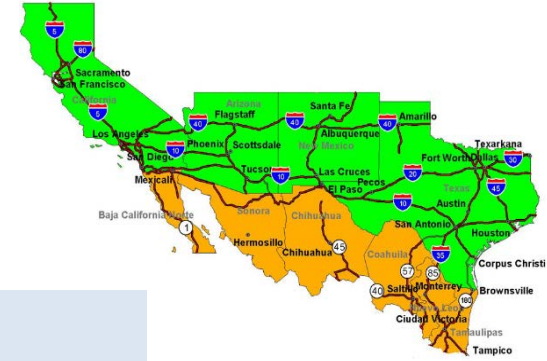 5
80
Sacramento
San Francisco
California
5
Los Angeles
San Diego
Mexicali
Arizona
Flagstaff
40
Phoenix
Scottsdale
10
Tucson
10
Santa Fe
40
Albuquerque
New Mexico
Las Cruces
El Paso
40
Amarillo
Pecos
Fort Worth
Dallas
Texarkana
30
20
45
Texas
Austin
10
San Antonio
Houston
35
Corpus Christi
Brownsville
Baja California Norte
1
Sonora
Hermosillo
Chihuahua
Chihuahua
45
Coahuila
57
85
40
Saltillo
Monterrey
180
Nuevo Leon
Ciudad Victoria
Tamaulipas
Tampico